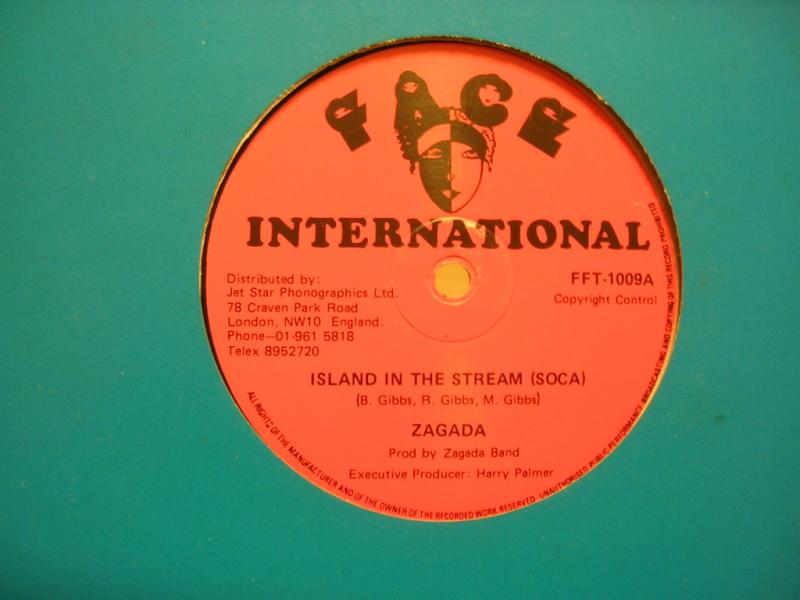 FACE
INTERNATIONAL
Distributed by:
Jet Star Phonographics Ltd.
78 Craven Park Road
London, NW10 England.
Phone—01-961 5818
Telex 8952720
FFT-1009A
Copyright Control
ISLAND IN THE STREAM (SOCA)
(B. Gibbs, R. Gibbs, M. Gibbs)
ZAGADA
Prod by Zagada Band
Executive Producer: Harry Palmer
ALL RIGHTS OF THE MANUFACTURER AND OF THE OWNER OF THE RECORDED WORK RESERVED. UNAUTHORISED PUBLIC PERFORMANCE BROADCASTING AND COPYING OF THIS RECORD PROHIBITED